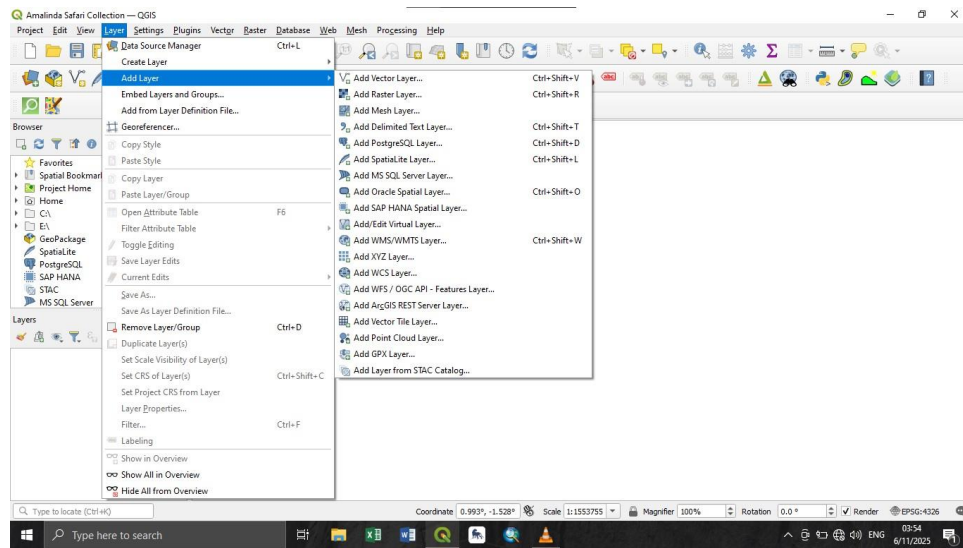 Amalinda Safari Collection — QGIS
Project Edit View Layer Settings Plugins Vector Raster Database Web Mesh Processing Help
Data Source Manager Ctrl+L
Create Layer
Add Layer
Embed Layers and Groups...
Add from Layer Definition File...
Georeferencer...
Copy Style
Paste Style
Copy Layer
Paste Layer/Group
Open Attribute Table F6
Filter Attribute Table
Toggle Editing
Save Layer Edits
Current Edits
Save As...
Save As Layer Definition File...
Remove Layer/Group Ctrl+D
Duplicate Layer(s)
Set Scale Visibility of Layer(s)
Set CRS of Layer(s) Ctrl+Shift+C
Set Project CRS from Layer
Layer Properties...
Filter... Ctrl+F
Labeling
Show in Overview
Show All in Overview
Hide All from Overview
Add Vector Layer... Ctrl+Shift+V
Add Raster Layer... Ctrl+Shift+R
Add Mesh Layer...
Add Delimited Text Layer... Ctrl+Shift+T
Add PostgreSQL Layer... Ctrl+Shift+D
Add SpatiaLite Layer... Ctrl+Shift+L
Add MS SQL Server Layer...
Add Oracle Spatial Layer... Ctrl+Shift+O
Add SAP HANA Spatial Layer...
Add/Edit Virtual Layer...
Add WMS/WMTS Layer... Ctrl+Shift+W
Add XYZ Layer...
Add WCS Layer...
Add WFS / OGC API - Features Layer...
Add ArcGIS REST Server Layer...
Add Vector Tile Layer...
Add Point Cloud Layer...
Add GPX Layer...
Add Layer from STAC Catalog...
abc
Browser
Favorites
Spatial Bookmar
Project Home
Home
C:\
E:\
GeoPackage
SpatiaLite
PostgreSQL
SAP HANA
STAC
MS SQL Server
Layers
Type to locate (Ctrl+K) Coordinate 0.993°, -1.528° Scale 1:1553755 Magnifier 100% Rotation 0.0 ° Render EPSG:4326
Type here to search ENG 03:54
6/11/2025